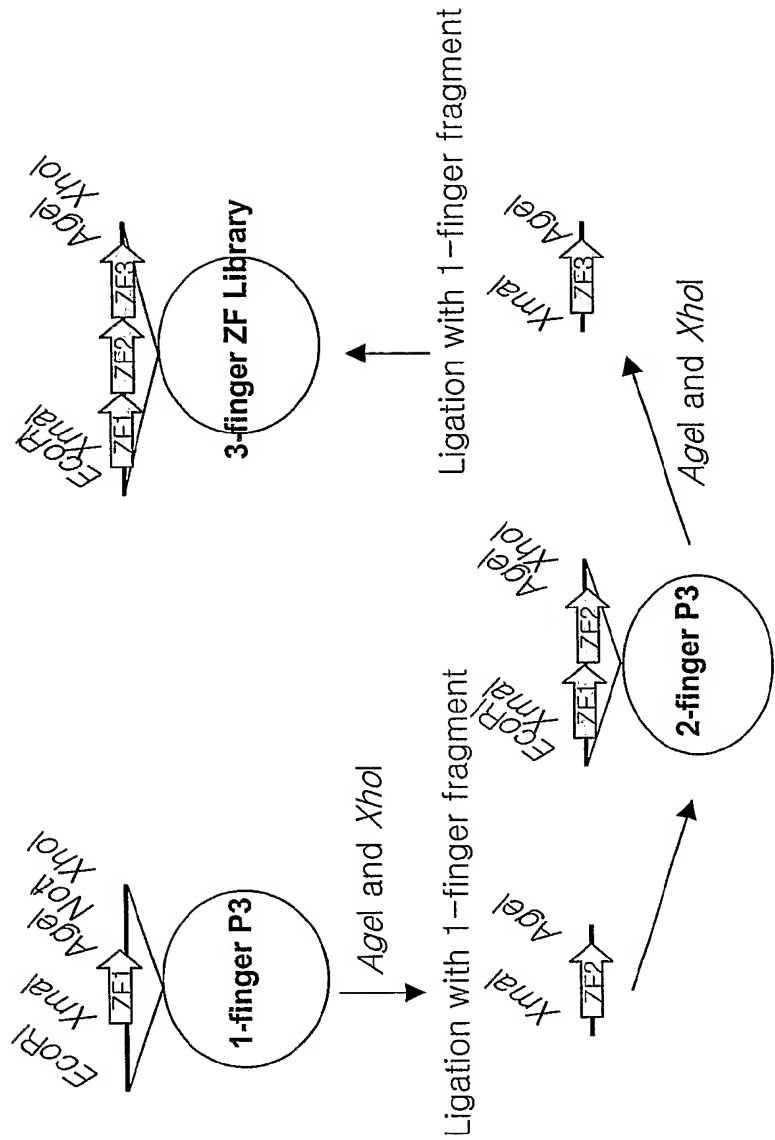 EcoRI
XmaI
AgeI
NotI
XhoI
ZF1
1-finger P3
AgeI and XhoI
Ligation with 1-finger fragment
XmaI
AgeI
ZF2
EcoRI
XmaI
AgeI
XhoI
ZF1
ZF2
2-finger P3
AgeI and XhoI
XmaI
AgeI
ZF3
Ligation with 1-finger fragment
EcoRI
XmaI
AgeI
XhoI
ZF1
ZF2
ZF3
3-finger ZF Library